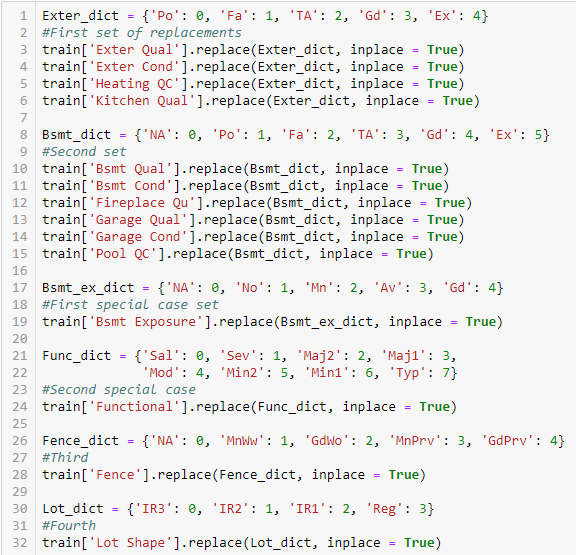 1 Exter_dict = {'Po': 0, 'Fa': 1, 'TA': 2, 'Gd': 3, 'Ex': 4}
2 #First set of replacements
3 train['Exter Qual'].replace(Exter_dict, inplace = True)
4 train['Exter Cond'].replace(Exter_dict, inplace = True)
5 train['Heating QC'].replace(Exter_dict, inplace = True)
6 train['Kitchen Qual'].replace(Exter_dict, inplace = True)
7
8 Bsmt_dict = {'NA': 0, 'Po': 1, 'Fa': 2, 'TA': 3, 'Gd': 4, 'Ex': 5}
9 #Second set
10 train['Bsmt Qual'].replace(Bsmt_dict, inplace = True)
11 train['Bsmt Cond'].replace(Bsmt_dict, inplace = True)
12 train['Fireplace Qu'].replace(Bsmt_dict, inplace = True)
13 train['Garage Qual'].replace(Bsmt_dict, inplace = True)
14 train['Garage Cond'].replace(Bsmt_dict, inplace = True)
15 train['Pool QC'].replace(Bsmt_dict, inplace = True)
16
17 Bsmt_ex_dict = {'NA': 0, 'No': 1, 'Mn': 2, 'Av': 3, 'Gd': 4}
18 #First special case set
19 train['Bsmt Exposure'].replace(Bsmt_ex_dict, inplace = True)
20
21 Func_dict = {'Sal': 0, 'Sev': 1, 'Maj2': 2, 'Maj1': 3,
22 'Mod': 4, 'Min2': 5, 'Min1': 6, 'Typ': 7}
23 #Second special case
24 train['Functional'].replace(Func_dict, inplace = True)
25
26 Fence_dict = {'NA': 0, 'MnWw': 1, 'GdWo': 2, 'MnPrv': 3, 'GdPrv': 4}
27 #Third
28 train['Fence'].replace(Fence_dict, inplace = True)
29
30 Lot_dict = {'IR3': 0, 'IR2': 1, 'IR1': 2, 'Reg': 3}
31 #Fourth
32 train['Lot Shape'].replace(Lot_dict, inplace = True)